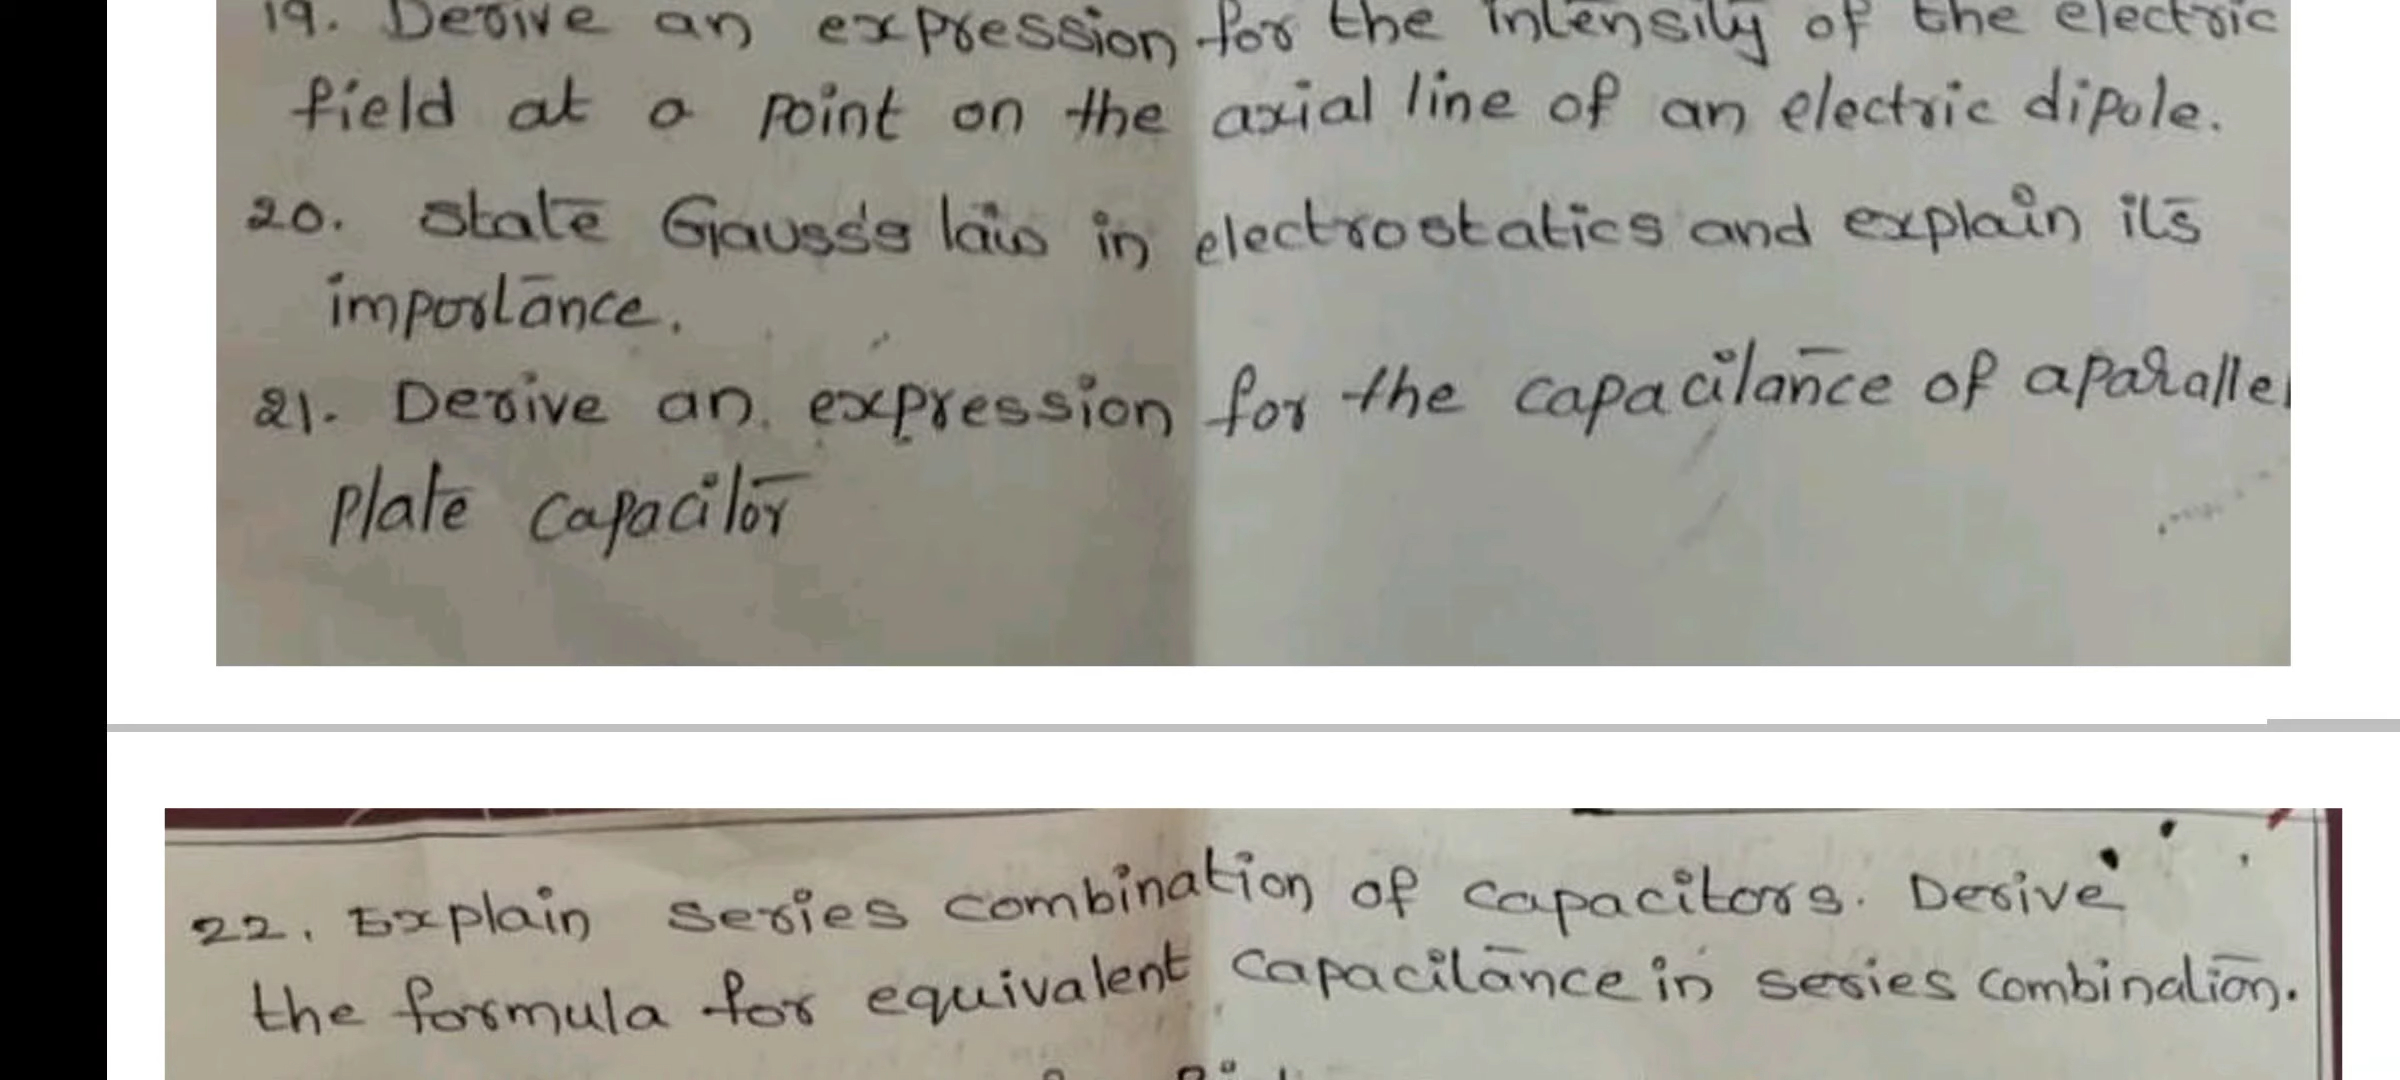 19. Derive an expression for the intensity of the electric
field at a point on the axial line of an electric dipole.
20. State Gauss's law in electrostatics and explain its
importance.
21. Derive an expression for the capacitance of a paralle
plate capacitor
22. Explain series combination of capacitors. Derive
the formula for equivalent capacitance in series combination.